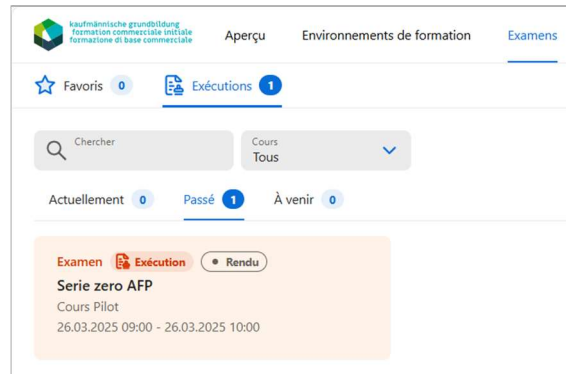 kaufmännische grundbildung
formation commerciale initiale
formazione di base commerciale
Aperçu Environnements de formation Examens
Favoris 0 Exécutions 1
Chercher
Cours
Tous
Actuellement 0 Passé 1 À venir 0
Examen Exécution • Rendu
Serie zero AFP
Cours Pilot
26.03.2025 09:00 - 26.03.2025 10:00